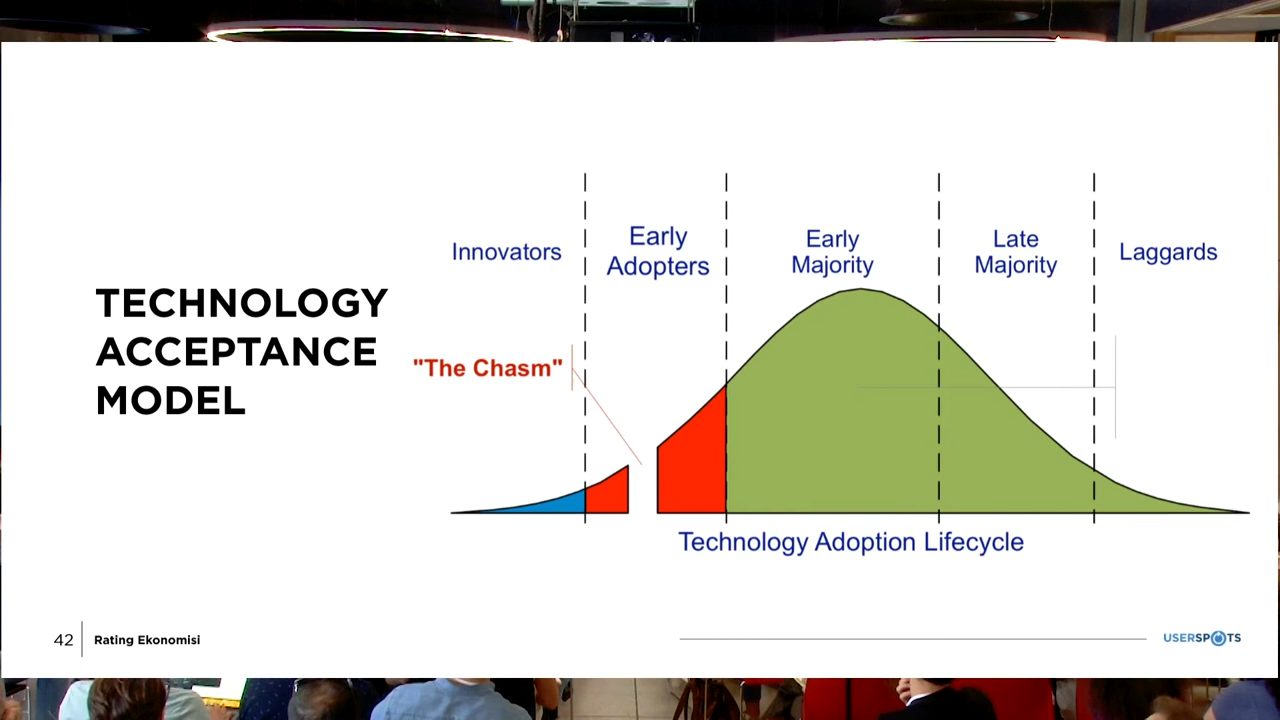 TECHNOLOGY
ACCEPTANCE
MODEL
Innovators
Early
Adopters
Early
Majority
Late
Majority
Laggards
"The Chasm"
Technology Adoption Lifecycle
42
Rating Ekonomisi
USERSPOTS